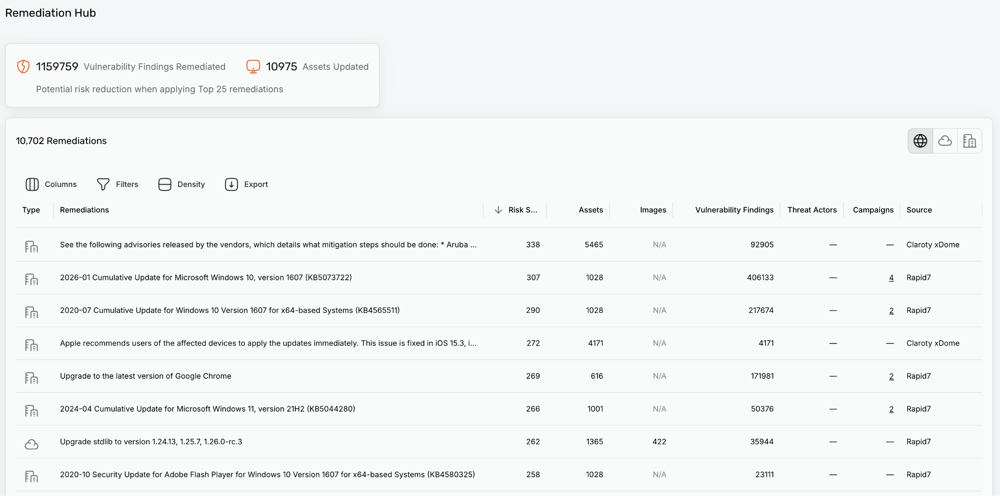 Remediation Hub
1159759 Vulnerability Findings Remediated 10975 Assets Updated
Potential risk reduction when applying Top 25 remediations
10,702 Remediations
Columns Filters Density Export
Type Remediations Risk S... Assets Images Vulnerability Findings Threat Actors Campaigns Source
See the following advisories released by the vendors, which details what mitigation steps should be done: * Aruba ... 338 5465 N/A 92905 — — Claroty xDome
2026-01 Cumulative Update for Microsoft Windows 10, version 1607 (KB5073722) 307 1028 N/A 406133 — 4 Rapid7
2020-07 Cumulative Update for Windows 10 Version 1607 for x64-based Systems (KB4565511) 290 1028 N/A 217674 — 2 Rapid7
Apple recommends users of the affected devices to apply the updates immediately. This issue is fixed in iOS 15.3, i... 272 4171 N/A 4171 — — Claroty xDome
Upgrade to the latest version of Google Chrome 269 616 N/A 171981 — 2 Rapid7
2024-04 Cumulative Update for Microsoft Windows 11, version 21H2 (KB5044280) 266 1001 N/A 50376 — 2 Rapid7
Upgrade stdlib to version 1.24.13, 1.25.7, 1.26.0-rc.3 262 1365 422 35944 — — Rapid7
2020-10 Security Update for Adobe Flash Player for Windows 10 Version 1607 for x64-based Systems (KB4580325) 258 1028 N/A 23111 — — Rapid7